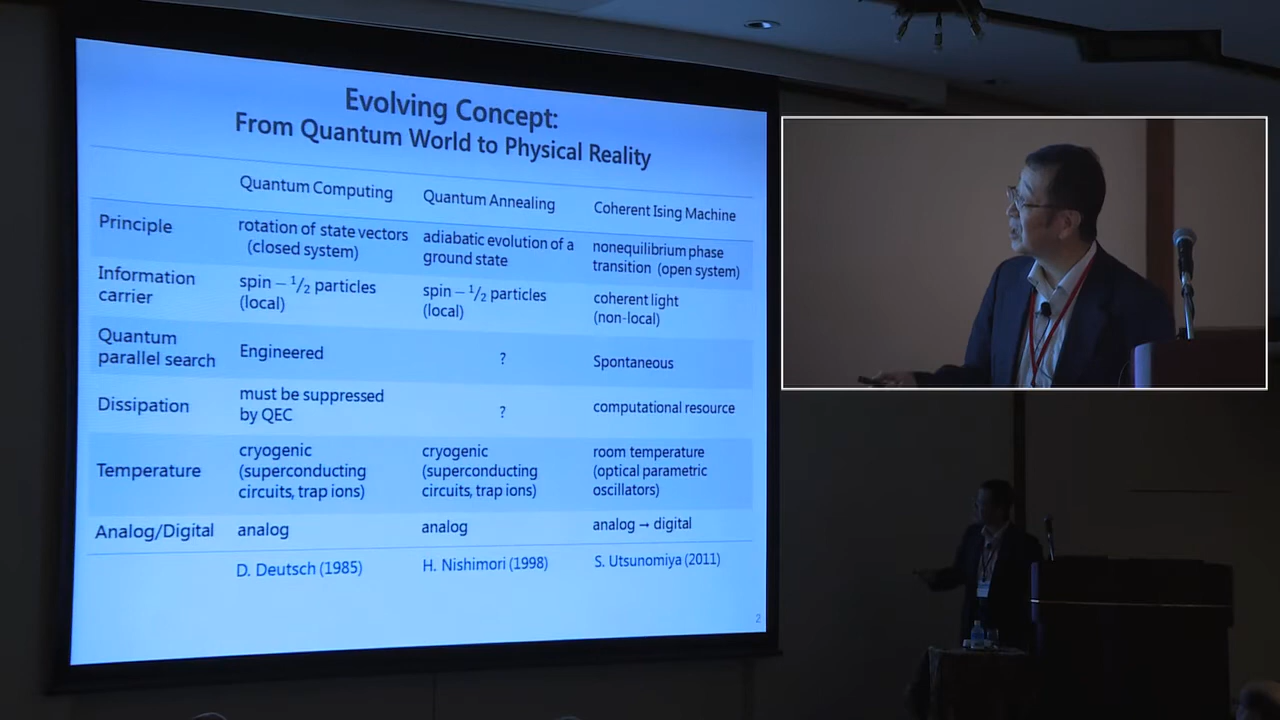 Evolving Concept:
From Quantum World to Physical Reality
Quantum Computing Quantum Annealing Coherent Ising Machine
Principle
rotation of state vectors
(closed system)
adiabatic evolution of a
ground state
nonequilibrium phase
transition (open system)
Information
carrier
spin – 1/2 particles
(local)
spin – 1/2 particles
(local)
coherent light
(non-local)
Quantum
parallel search
Engineered
?
Spontaneous
Dissipation
must be suppressed
by QEC
?
computational resource
Temperature
cryogenic
(superconducting
circuits, trap ions)
cryogenic
(superconducting
circuits, trap ions)
room temperature
(optical parametric
oscillators)
Analog/Digital
analog
analog
analog → digital
D. Deutsch (1985)
H. Nishimori (1998)
S. Utsunomiya (2011)
2